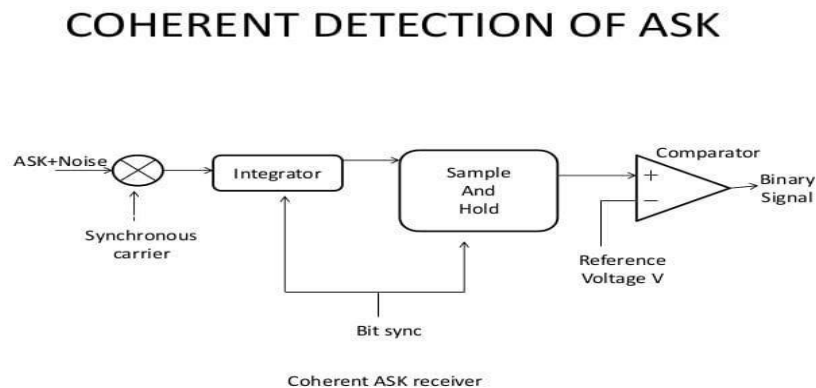 COHERENT DETECTION OF ASK
ASK+Noise
Synchronous
carrier
Integrator
Sample
And
Hold
Comparator
+
−
Binary
Signal
Reference
Voltage V
Bit sync
Coherent ASK receiver